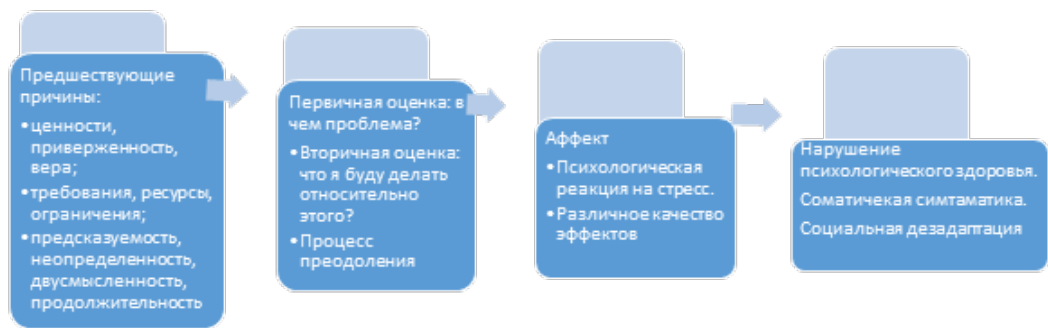 Предшествующие
причины:
•ценности,
приверженность,
вера;
•требования, ресурсы,
ограничения;
•предсказуемость,
неопределенность,
двусмысленность,
продолжительность
Первичная оценка: в
чем проблема?
•Вторичная оценка:
что я буду делать
относительно
этого?
•Процесс
преодоления
Аффект
•Психологическая
реакция на стресс.
•Различное качество
эффектов
Нарушение
психологического здоровья.
Соматичекая симтаматика.
Социальная дезадаптация